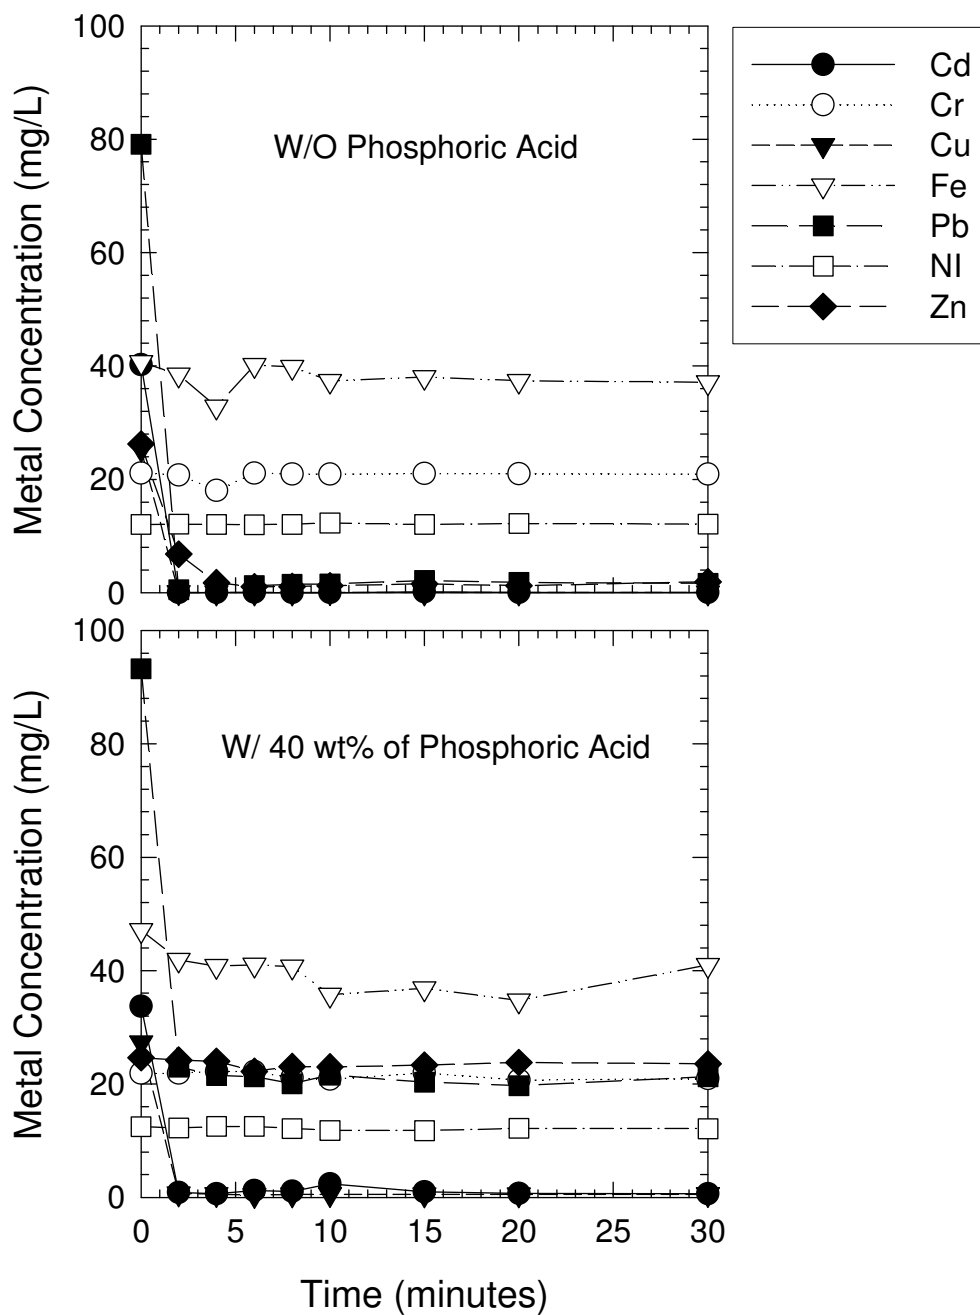 100
80
60
40
20
0
Metal Concentration (mg/L)
W/O Phosphoric Acid
Cd
Cr
Cu
Fe
Pb
NI
Zn
100
80
60
40
20
0
Metal Concentration (mg/L)
W/ 40 wt% of Phosphoric Acid
0 5 10 15 20 25 30
Time (minutes)